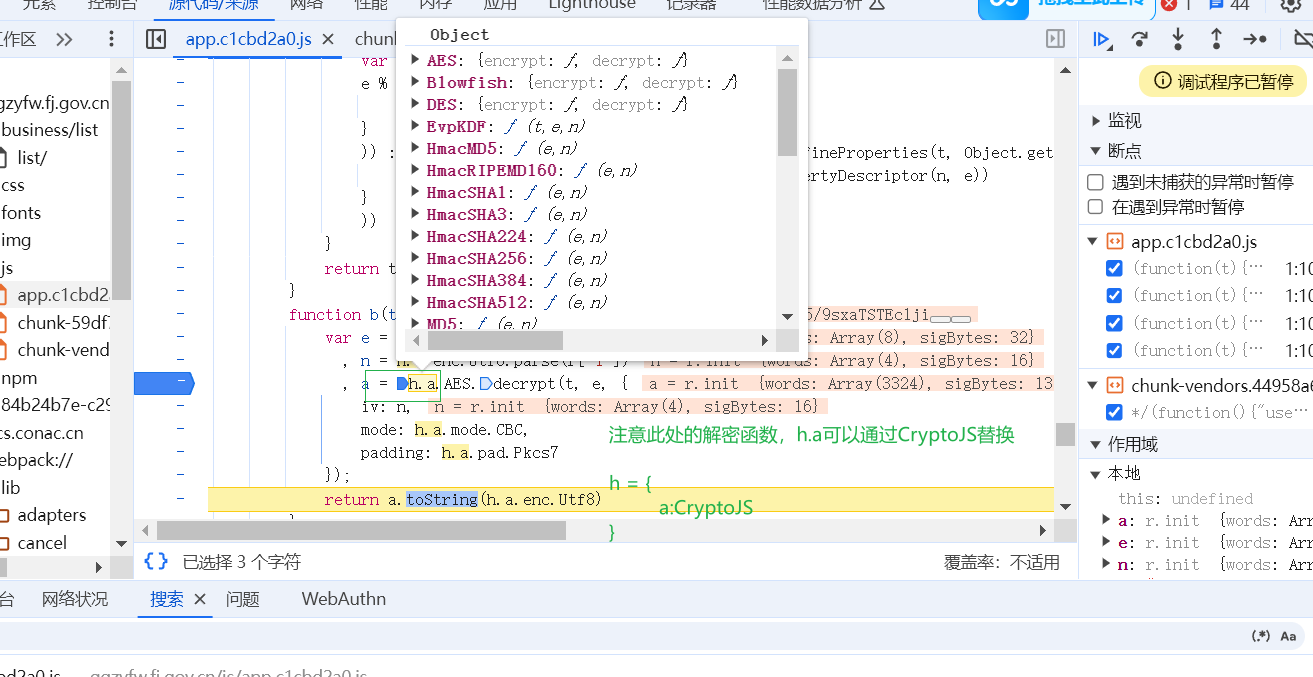 元素 控制台 源代码/来源 网络 性能 内存 应用 Lighthouse 记录器 性能数据分析 拖拽至此上传 1 44
工作区 app.c1cbd2a0.js × chun
Object
AES: {encrypt: ƒ, decrypt: ƒ}
Blowfish: {encrypt: ƒ, decrypt: ƒ}
DES: {encrypt: ƒ, decrypt: ƒ}
EvpKDF: ƒ (t,e,n)
HmacMD5: ƒ (e,n)
HmacRIPEMD160: ƒ (e,n)
HmacSHA1: ƒ (e,n)
HmacSHA3: ƒ (e,n)
HmacSHA224: ƒ (e,n)
HmacSHA256: ƒ (e,n)
HmacSHA384: ƒ (e,n)
HmacSHA512: ƒ (e,n)
MD5: ƒ (e,n)
gzyfw.fj.gov.cn
business/list
list/
css
fonts
img
js
app.c1cbd2
chunk-59df
chunk-vend
npm
84b24b7e-c29
cs.conac.cn
ebpack://
lib
adapters
cancel
var
e %
}
)) : ineProperties(t, Object.get
ertyDescriptor(n, e))
}
))
}
return t
}
function b(t 5/9sxaTSTEc1ji
var e = s: Array(8), sigBytes: 32}
, n = h. enc.Utf8.parse(r["i"]) n = r.init {words: Array(4), sigBytes: 16}
, a = h.a.AES.decrypt(t, e, { a = r.init {words: Array(3324), sigBytes: 13
iv: n, n = r.init {words: Array(4), sigBytes: 16}
mode: h.a.mode.CBC,
padding: h.a.pad.Pkcs7
});
return a.toString(h.a.enc.Utf8)
注意此处的解密函数，h.a可以通过CryptoJS替换
h = {
a:CryptoJS
}
{} 已选择 3 个字符 覆盖率：不适用
调试程序已暂停
监视
断点
遇到未捕获的异常时暂停
在遇到异常时暂停
app.c1cbd2a0.js
(function(t){… 1:10
(function(t){… 1:10
(function(t){… 1:10
(function(t){… 1:10
chunk-vendors.44958a
*/(function(){"use…
作用域
本地
this: undefined
a: r.init {words: Arr
e: r.init {words: Arr
n: r.init {words: Arr
台 网络状况 搜索 × 问题 WebAuthn
(.*) Aa
bd2a0.js ggzyfw.fj.gov.cn/js/app.c1cbd2a0.js